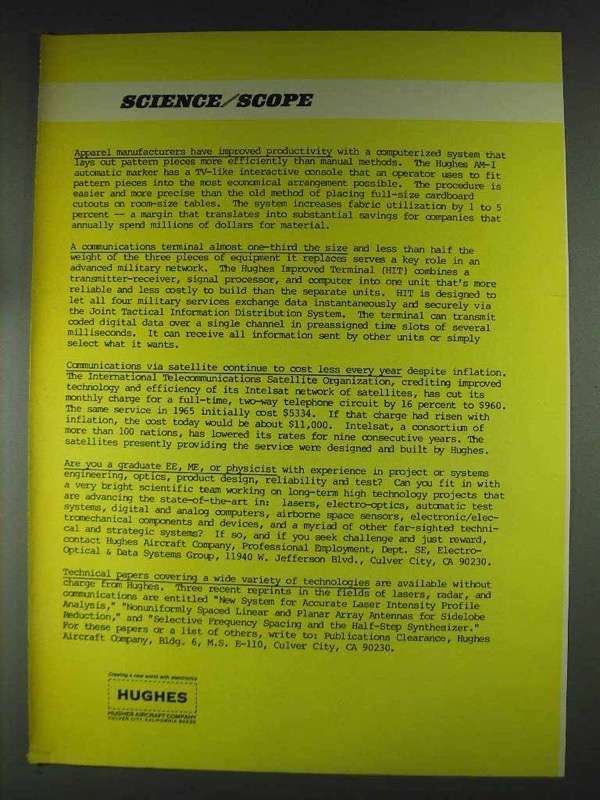 SCIENCE/SCOPE
Apparel manufacturers have improved productivity with a computerized system that
lays out pattern pieces more efficiently than manual methods. The Hughes AM-1
automatic marker has a TV-like interactive console that an operator uses to fit
pattern pieces into the most economical arrangement possible. The procedure is
easier and more precise than the old method of placing full-size cardboard
cutouts on room-size tables. The system increases fabric utilization by 1 to 5
percent -- a margin that translates into substantial savings for companies that
annually spend millions of dollars for material.
A communications terminal almost one-third the size and less than half the
weight of the three pieces of equipment it replaces serves a key role in an
advanced military network. The Hughes Improved Terminal (HIT) combines a
transmitter-receiver, signal processor, and computer into one unit that's more
reliable and less costly to build than the separate units. HIT is designed to
let all four military services exchange data instantaneously and securely via
the Joint Tactical Information Distribution System. The terminal can transmit
coded digital data over a single channel in preassigned time slots of several
milliseconds. It can receive all information sent by other units or simply
select what it wants.
Communications via satellite continue to cost less every year despite inflation.
The International Telecommunications Satellite Organization, crediting improved
technology and efficiency of its Intelsat network of satellites, has cut its
monthly charge for a full-time, two-way telephone circuit by 16 percent to $960.
The same service in 1965 initially cost $5334. If that charge had risen with
inflation, the cost today would be about $11,000. Intelsat, a consortium of
more than 100 nations, has lowered its rates for nine consecutive years. The
satellites presently providing the service were designed and built by Hughes.
Are you a graduate EE, ME, or physicist with experience in project or systems
engineering, optics, product design, reliability and test? Can you fit in with
a very bright scientific team working on long-term high technology projects that
are advancing the state-of-the-art in: lasers, electro-optics, automatic test
systems, digital and analog computers, airborne space sensors, electronic/elec-
tromechanical components and devices, and a myriad of other far-sighted techni-
cal and strategic systems? If so, and if you seek challenge and just reward,
contact Hughes Aircraft Company, Professional Employment, Dept. SE, Electro-
Optical & Data Systems Group, 11940 W. Jefferson Blvd., Culver City, CA 90230.
Technical papers covering a wide variety of technologies are available without
charge from Hughes. Three recent reprints in the fields of lasers, radar, and
communications are entitled "New System for Accurate Laser Intensity Profile
Analysis," "Nonuniformly Spaced Linear and Planar Array Antennas for Sidelobe
Reduction," and "Selective Frequency Spacing and the Half-Step Synthesizer."
For these papers or a list of others, write to: Publications Clearance, Hughes
Aircraft Company, Bldg. 6, M.S. E-110, Culver City, CA 90230.
Creating a new world with electronics
HUGHES
HUGHES AIRCRAFT COMPANY
CULVER CITY, CALIFORNIA 90230